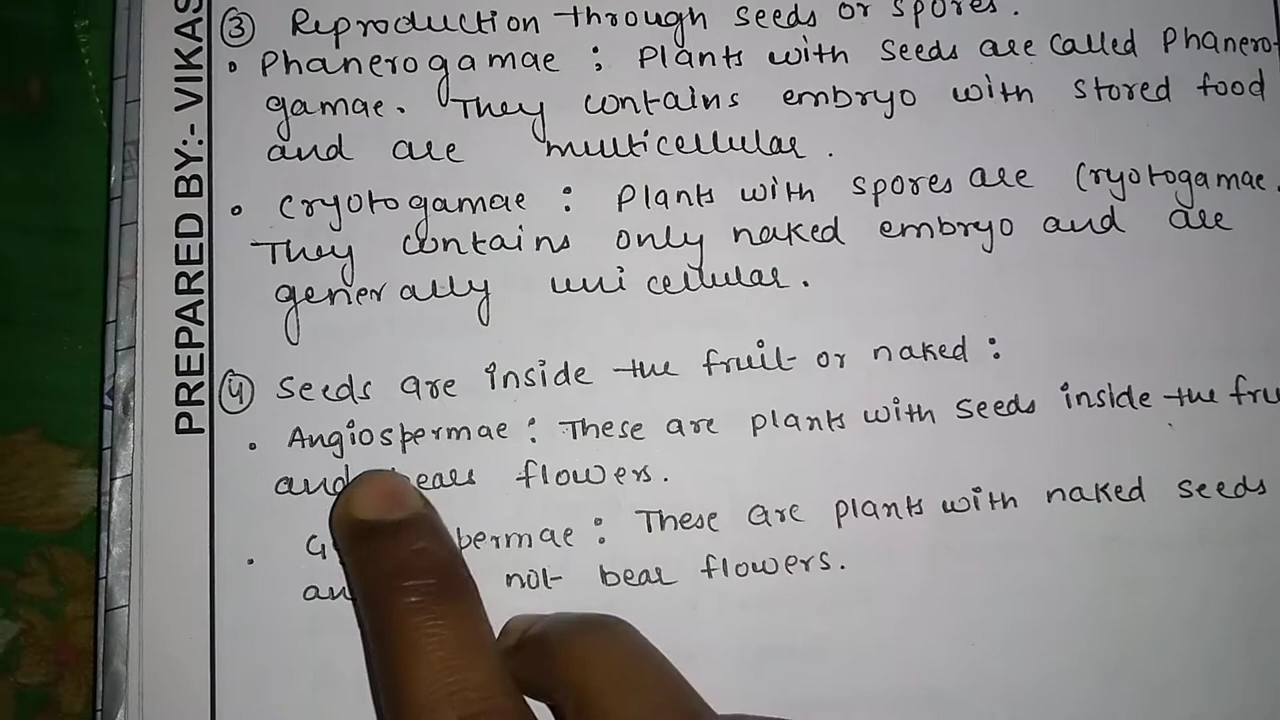 ③ Reproduction through seeds or spores.
• Phanerogamae : Plants with seeds are called Phanero-
gamae. They contains embryo with stored food
and are multicellular.
• Cryotogamae : Plants with spores are Cryotogamae.
They contains only naked embryo and are
generally unicellular.
④ Seeds are inside the fruit or naked :
• Angiospermae : These are plants with seeds inside the fru
and bears flowers.
• G permae : These are plants with naked seeds
an not bear flowers.
PREPARED BY:- VIKAS